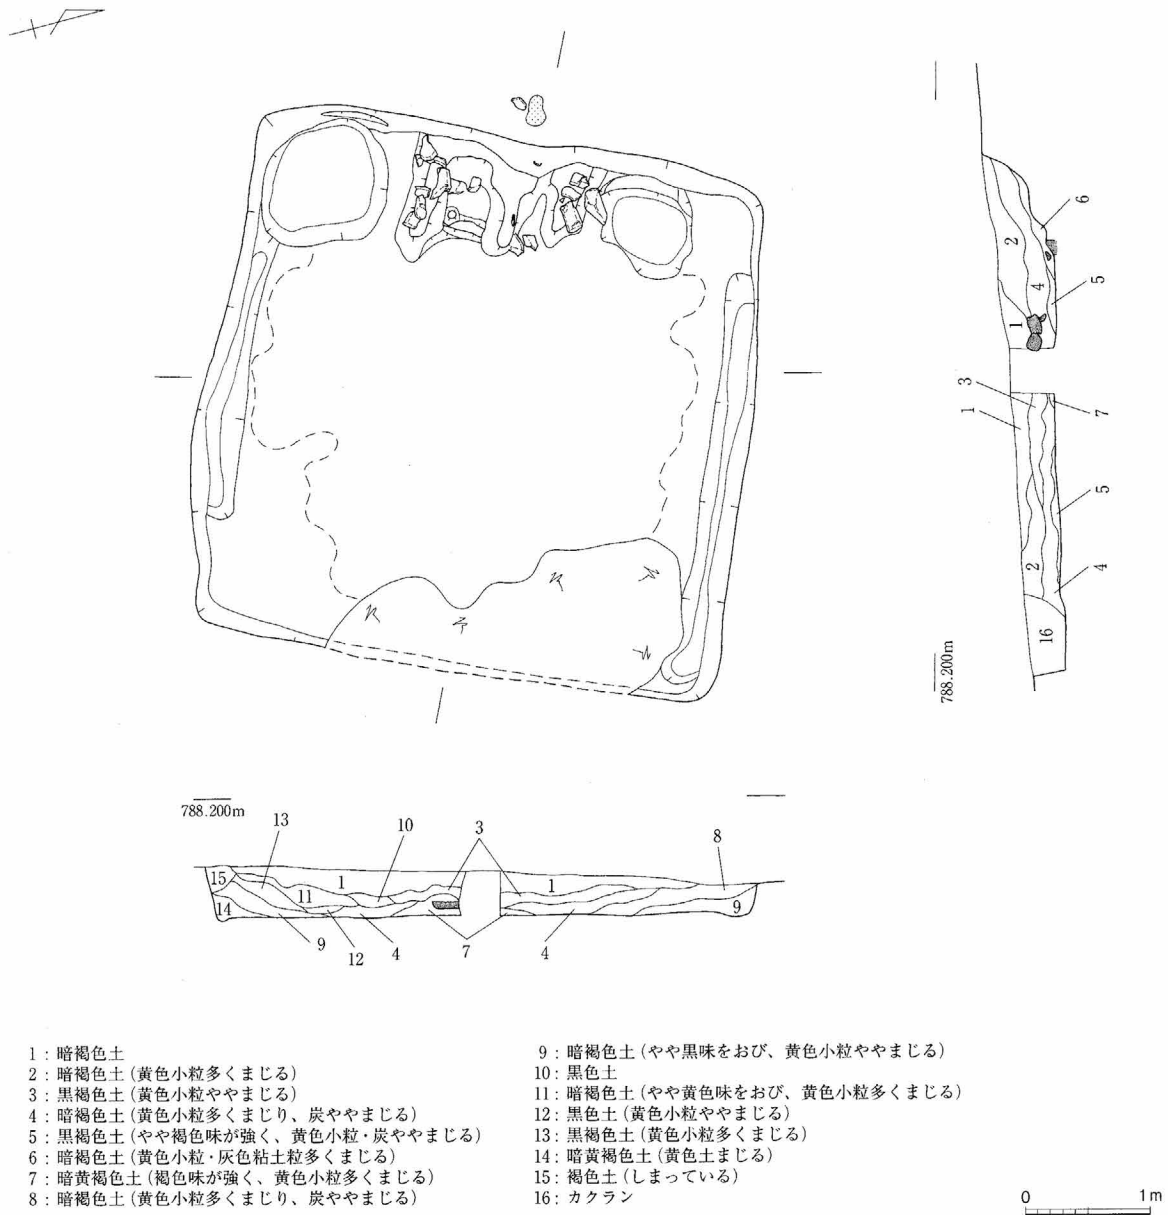 6
2
5
4
1
3
1
7
5
2
4
16
788.200m
788.200m
13
10
3
8
15
1
1
11
14
9
9
12
4
7
4
1：暗褐色土
2：暗褐色土（黄色小粒多くまじる）
3：黒褐色土（黄色小粒ややまじる）
4：暗褐色土（黄色小粒多くまじり、炭ややまじる）
5：黒褐色土（やや褐色味が強く、黄色小粒・炭ややまじる）
6：暗褐色土（黄色小粒・灰色粘土粒多くまじる）
7：暗黄褐色土（褐色味が強く、黄色小粒多くまじる）
8：暗褐色土（黄色小粒多くまじり、炭ややまじる）
9：暗褐色土（やや黒味をおび、黄色小粒ややまじる）
10：黒色土
11：暗褐色土（やや黄色味をおび、黄色小粒多くまじる）
12：黒色土（黄色小粒ややまじる）
13：黒褐色土（黄色小粒多くまじる）
14：暗黄褐色土（黄色土まじる）
15：褐色土（しまっている）
16：カクラン
0 1m